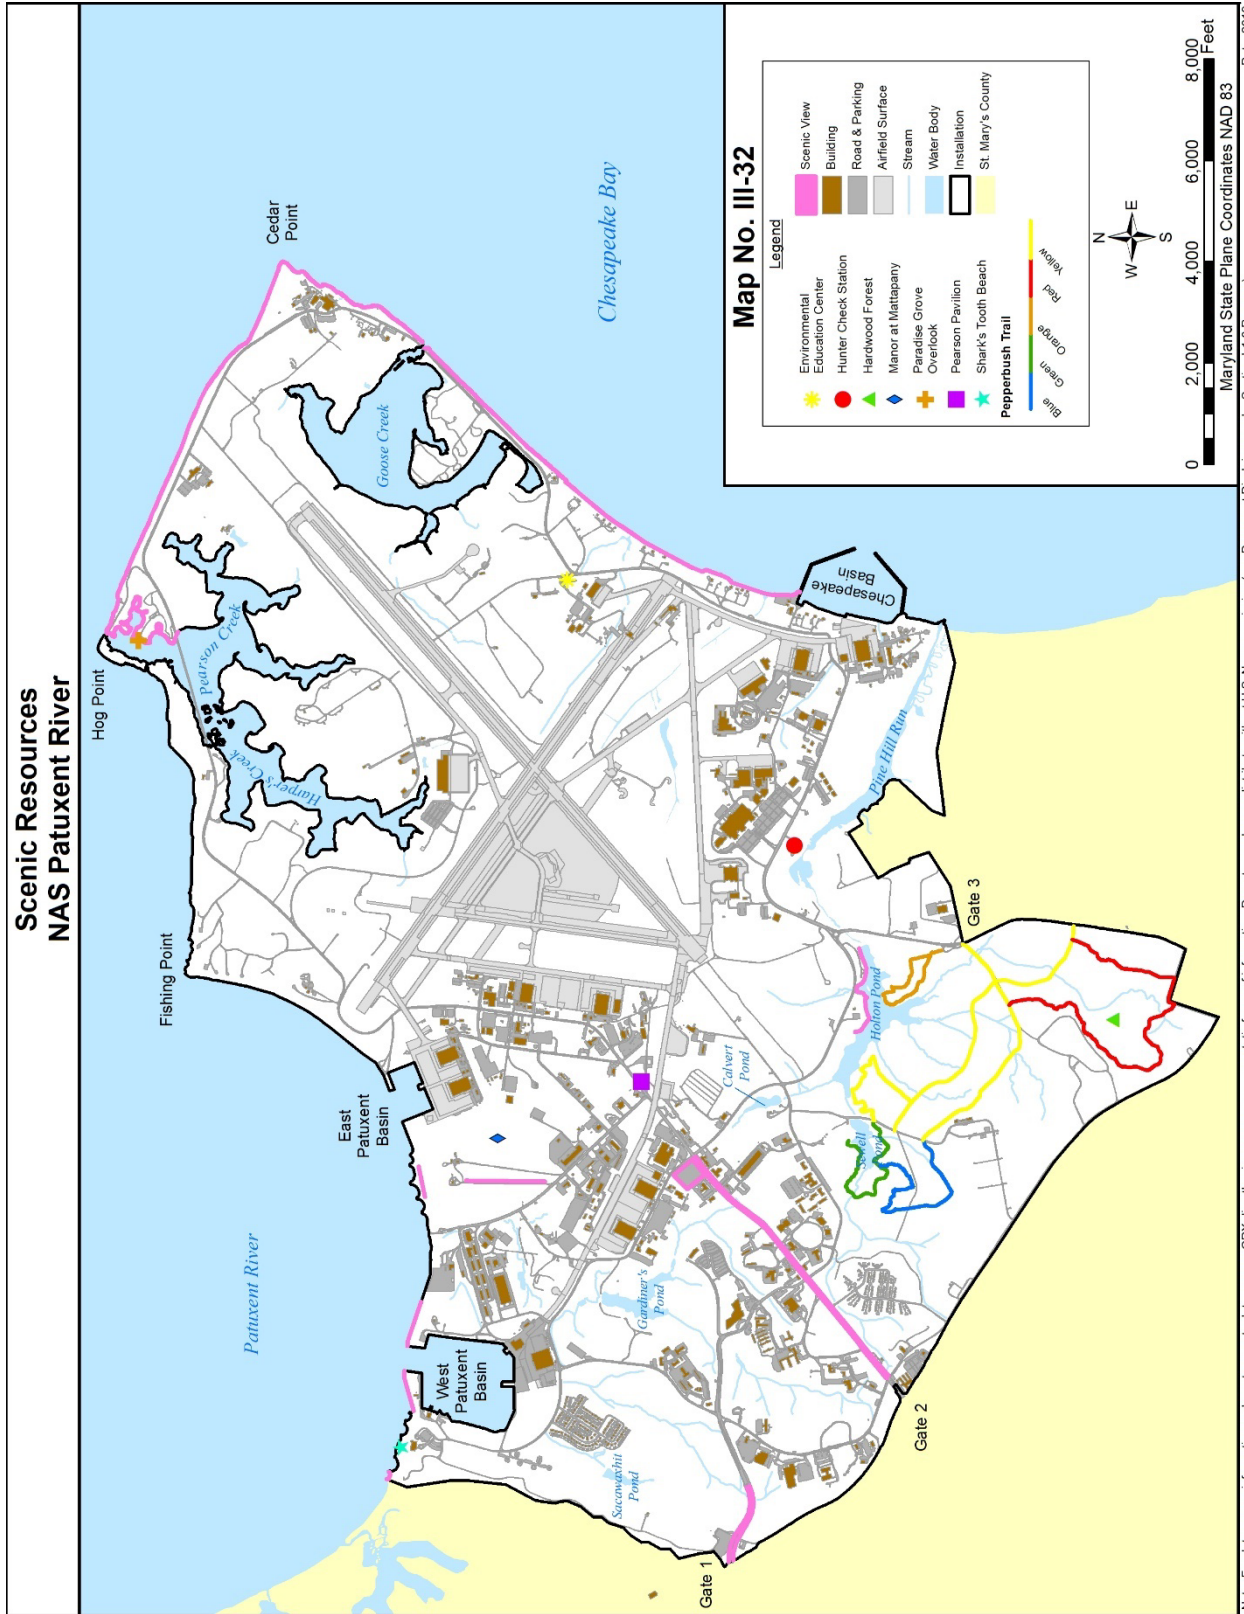 Scenic Resources
NAS Patuxent River
Hog Point
Cedar
Point
Fishing Point
Chesapeake Bay
Goose Creek
Pearson Creek
Harper's Creek
East
Patuxent
Basin
Patuxent River
West
Patuxent
Basin
Chesapeake
Basin
Pine Hill Run
Gate 3
Holton Pond
Calvert
Pond
Sewell
Pond
Gardiner's
Pond
Sacawaxhit
Pond
Gate 2
Gate 1
Map No. III-32
Legend
Environmental
Education Center
Hunter Check Station
Hardwood Forest
Manor at Mattapany
Paradise Grove
Overlook
Pearson Pavilion
Shark's Tooth Beach
Pepperbush Trail
Blue
Green
Orange
Red
Yellow
Scenic View
Building
Road & Parking
Airfield Surface
Stream
Water Body
Installation
St. Mary's County
N
W
E
S
0
2,000
4,000
6,000
8,000
Feet
Maryland State Plane Coordinates NAD 83